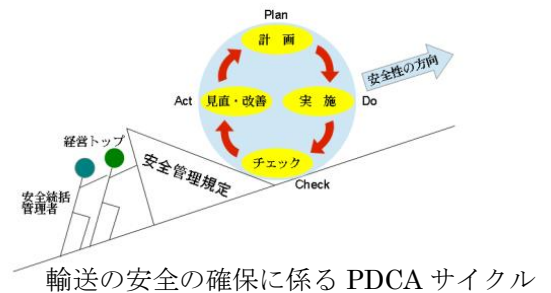 Plan
計 画
安全性の方向
Act
見直・改善
実 施
Do
経営トップ
安全管理規定
チェック
Check
安全統括
管理者
輸送の安全の確保に係る PDCA サイクル